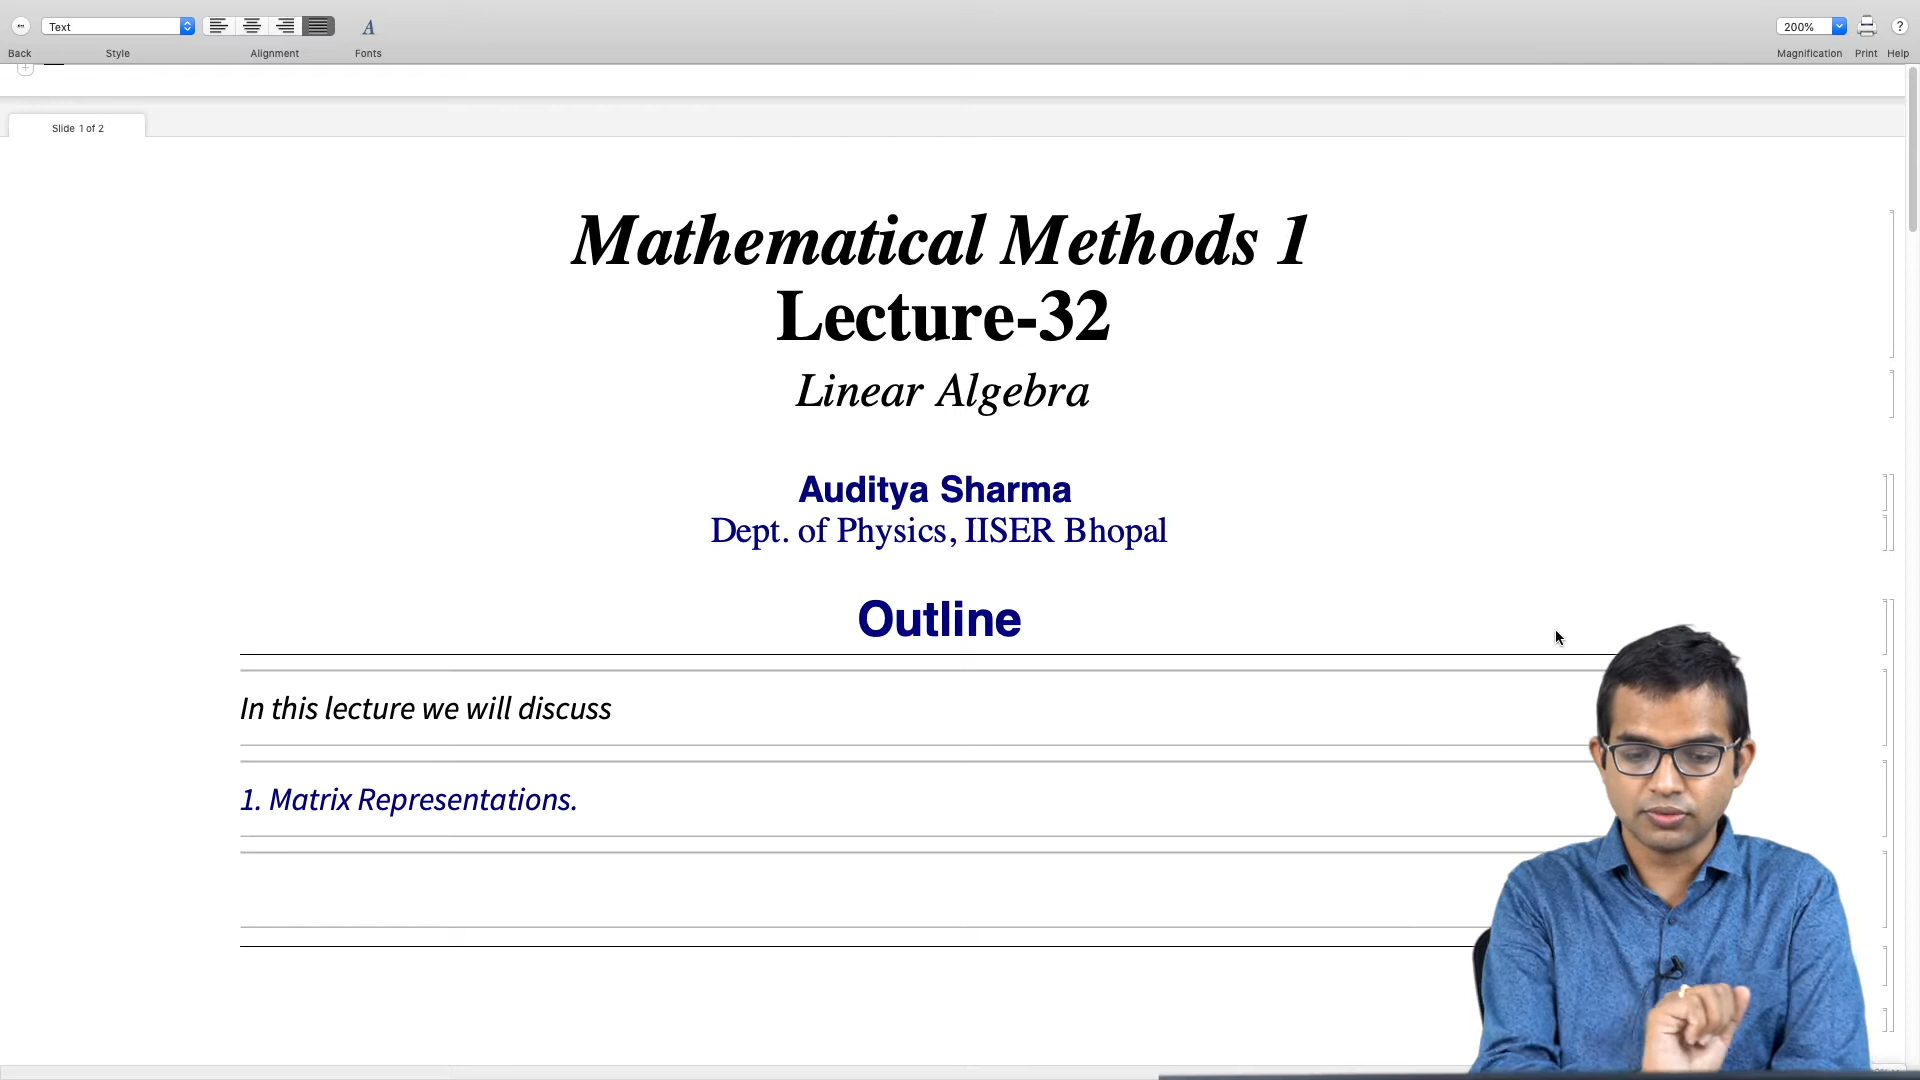 Text
200%
Back
Style
Alignment
Fonts
Magnification
Print
Help
Slide 1 of 2
Mathematical Methods 1
Lecture-32
Linear Algebra
Auditya Sharma
Dept. of Physics, IISER Bhopal
Outline
In this lecture we will discuss
1. Matrix Representations.